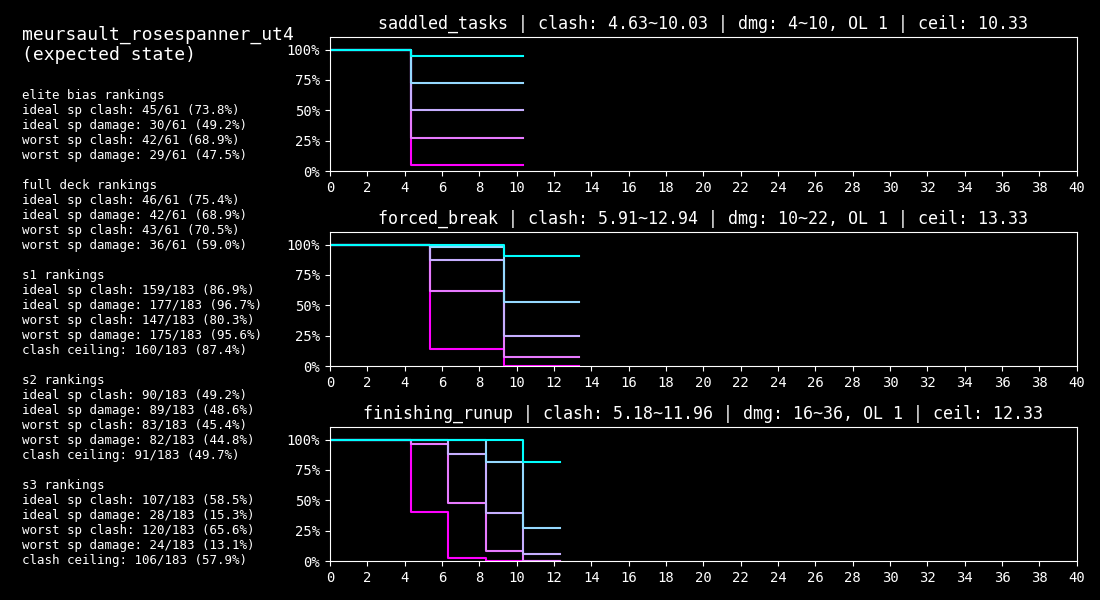 meursault_rosespanner_ut4
(expected state)
elite bias rankings
ideal sp clash: 45/61 (73.8%)
ideal sp damage: 30/61 (49.2%)
worst sp clash: 42/61 (68.9%)
worst sp damage: 29/61 (47.5%)
full deck rankings
ideal sp clash: 46/61 (75.4%)
ideal sp damage: 42/61 (68.9%)
worst sp clash: 43/61 (70.5%)
worst sp damage: 36/61 (59.0%)
s1 rankings
ideal sp clash: 159/183 (86.9%)
ideal sp damage: 177/183 (96.7%)
worst sp clash: 147/183 (80.3%)
worst sp damage: 175/183 (95.6%)
clash ceiling: 160/183 (87.4%)
s2 rankings
ideal sp clash: 90/183 (49.2%)
ideal sp damage: 89/183 (48.6%)
worst sp clash: 83/183 (45.4%)
worst sp damage: 82/183 (44.8%)
clash ceiling: 91/183 (49.7%)
s3 rankings
ideal sp clash: 107/183 (58.5%)
ideal sp damage: 28/183 (15.3%)
worst sp clash: 120/183 (65.6%)
worst sp damage: 24/183 (13.1%)
clash ceiling: 106/183 (57.9%)
saddled_tasks | clash: 4.63~10.03 | dmg: 4~10, OL 1 | ceil: 10.33
100%
75%
50%
25%
0%
0 2 4 6 8 10 12 14 16 18 20 22 24 26 28 30 32 34 36 38 40
forced_break | clash: 5.91~12.94 | dmg: 10~22, OL 1 | ceil: 13.33
100%
75%
50%
25%
0%
0 2 4 6 8 10 12 14 16 18 20 22 24 26 28 30 32 34 36 38 40
finishing_runup | clash: 5.18~11.96 | dmg: 16~36, OL 1 | ceil: 12.33
100%
75%
50%
25%
0%
0 2 4 6 8 10 12 14 16 18 20 22 24 26 28 30 32 34 36 38 40